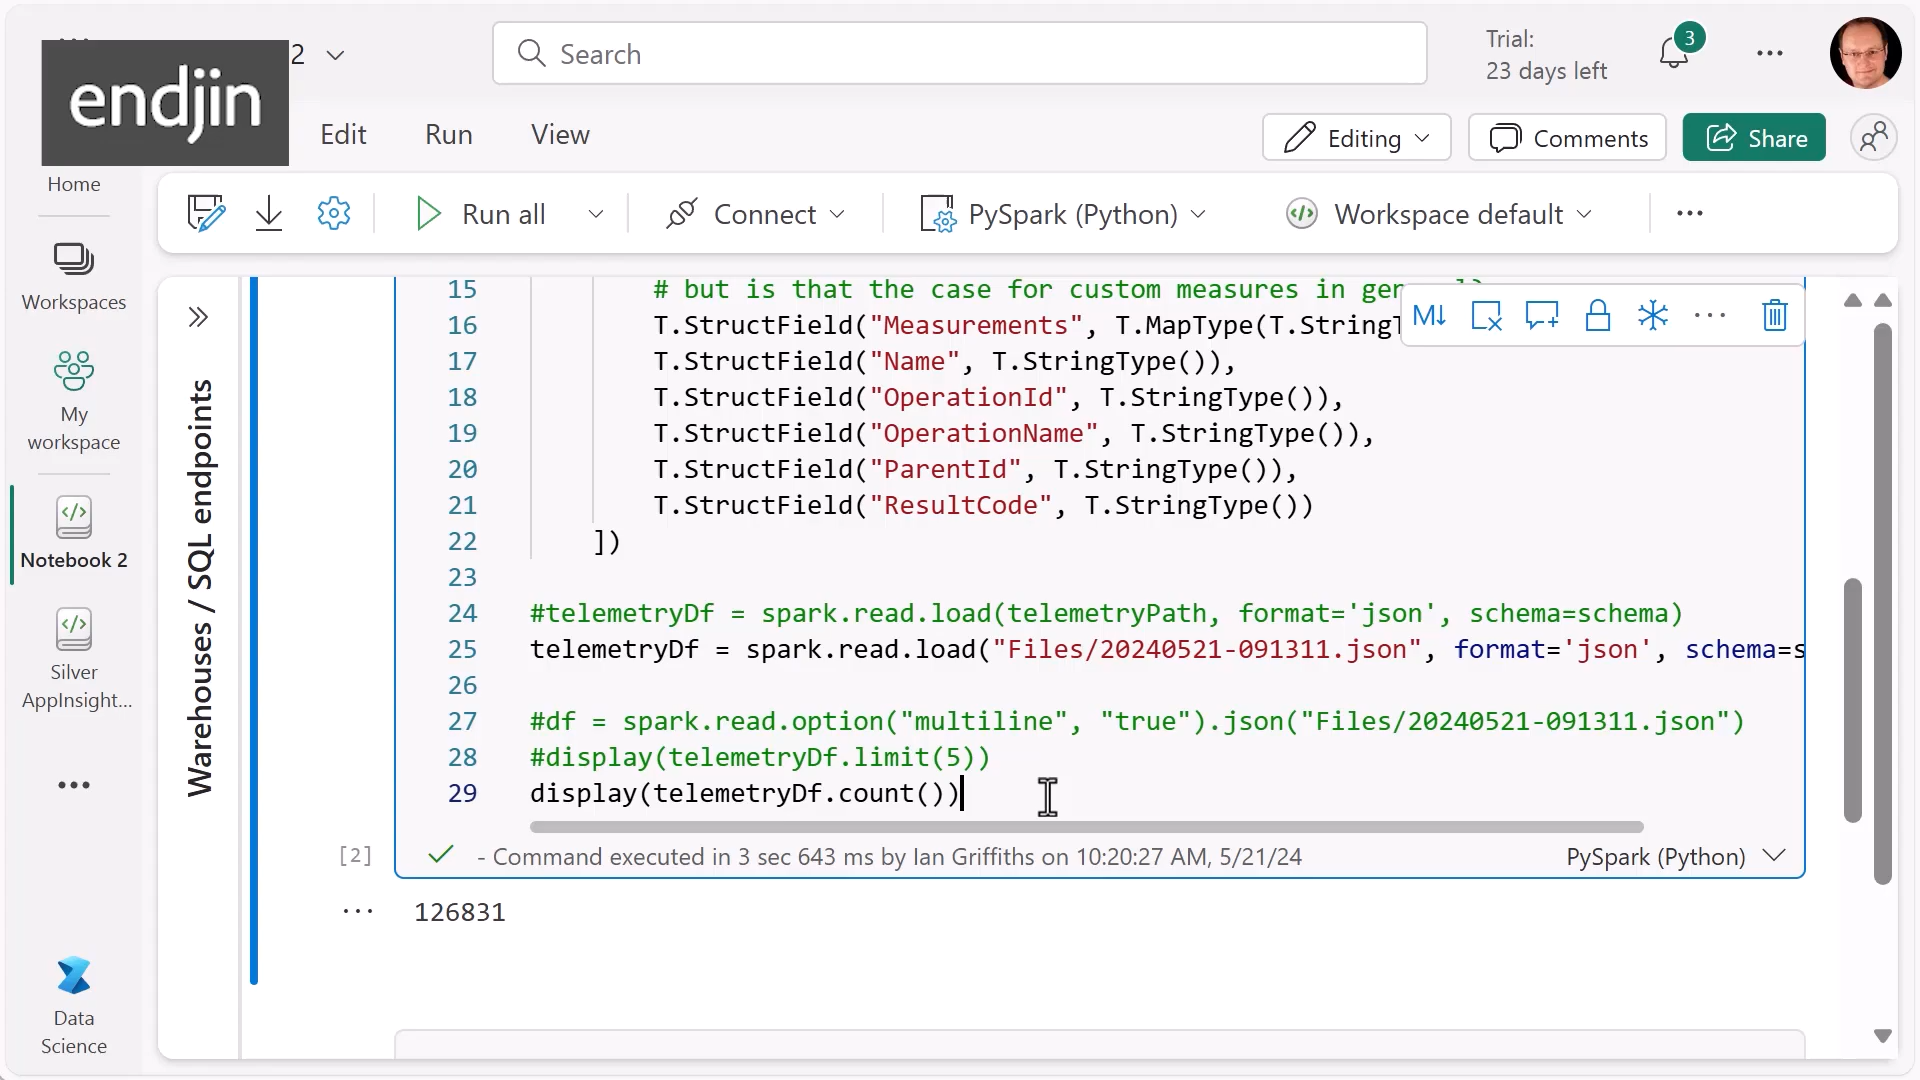 2
Search
Trial:
23 days left
3
endjin
Edit
Run
View
Editing
Comments
Share
Home
Run all
Connect
PySpark (Python)
Workspace default
Workspaces
My
workspace
Notebook 2
Silver
AppInsight...
Data
Science
Warehouses / SQL endpoints
15 # but is that the case for custom measures in
16 T.StructField("Measurements", T.MapType(T.StringT
17 T.StructField("Name", T.StringType()),
18 T.StructField("OperationId", T.StringType()),
19 T.StructField("OperationName", T.StringType()),
20 T.StructField("ParentId", T.StringType()),
21 T.StructField("ResultCode", T.StringType())
22 ])
23
24 #telemetryDf = spark.read.load(telemetryPath, format='json', schema=schema)
25 telemetryDf = spark.read.load("Files/20240521-091311.json", format='json', schema=s
26
27 #df = spark.read.option("multiline", "true").json("Files/20240521-091311.json")
28 #display(telemetryDf.limit(5))
29 display(telemetryDf.count())
[2] - Command executed in 3 sec 643 ms by Ian Griffiths on 10:20:27 AM, 5/21/24 PySpark (Python)
126831